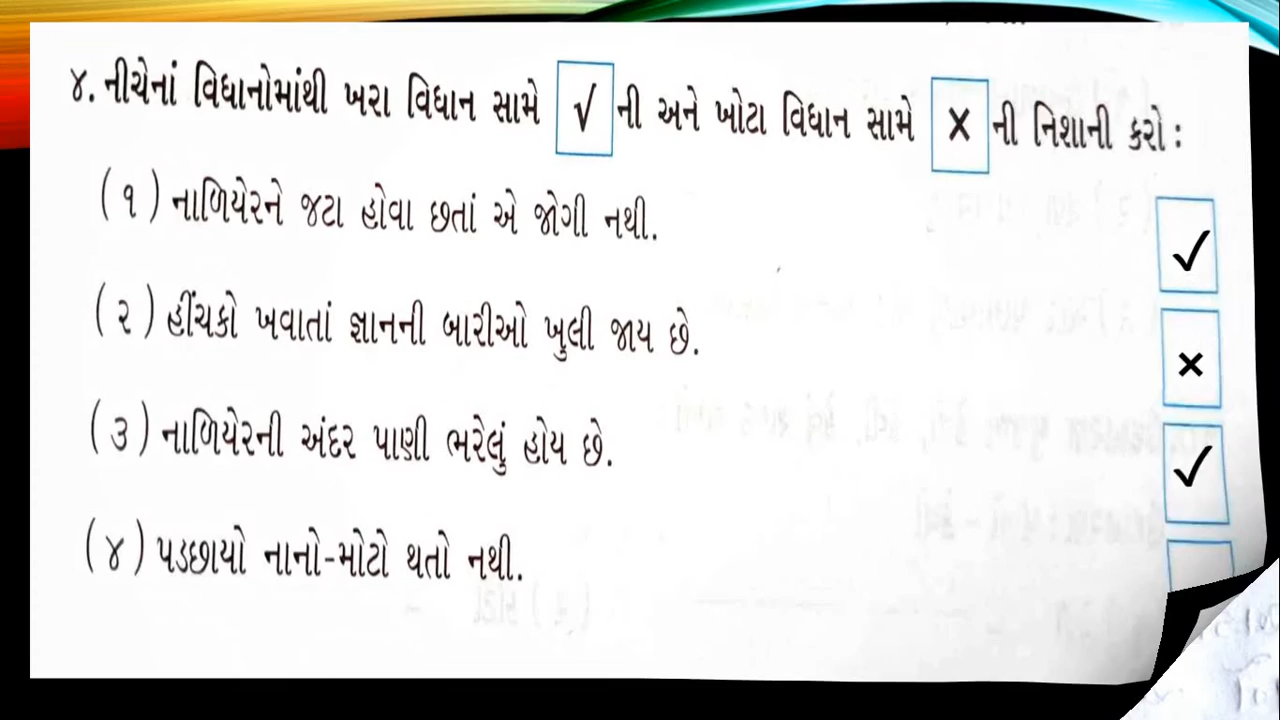 ૪. નીચેનાં વિધાનોમાંથી ખરા વિધાન સામે √ ની અને ખોટા વિધાન સામે X ની નિશાની કરો :
(૧) નાળિયેરને જટા હોવા છતાં એ જોગી નથી. ✓
(૨) હીંચકો ખવાતાં જ્ઞાનની બારીઓ ખુલી જાય છે. ×
(૩) નાળિયેરની અંદર પાણી ભરેલું હોય છે. ✓
(૪) પડછાયો નાનો-મોટો થતો નથી.